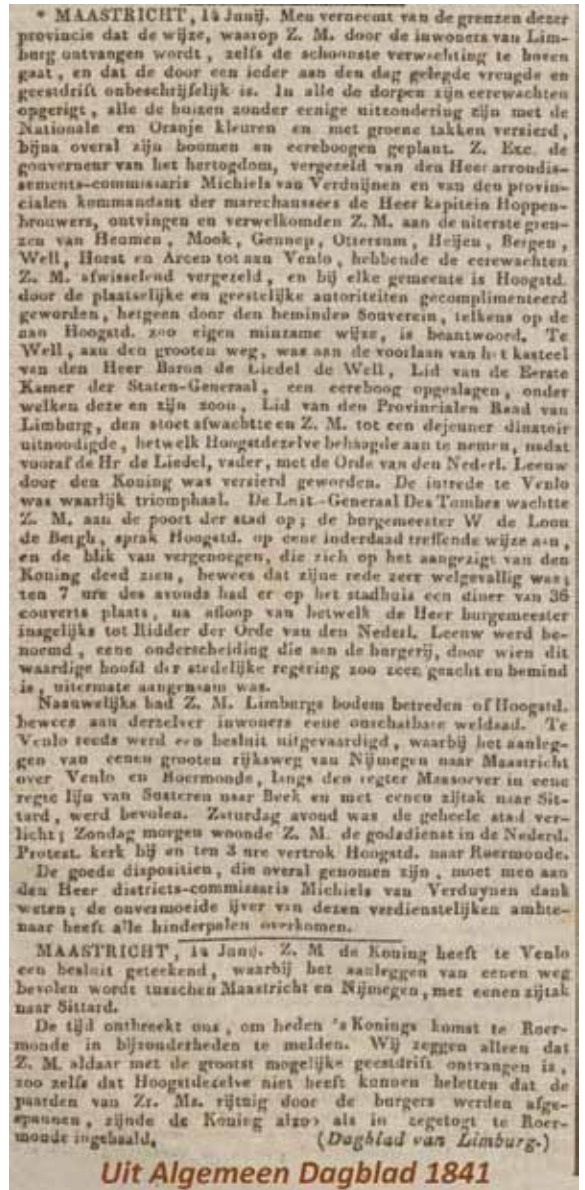 * MAASTRICHT, 14 Junij. Men verneemt van de grenzen dezer
provincie dat de wijze, waarop Z. M. door de inwoners van Lim-
burg ontvangen wordt, zelfs de schoonste verwachting te boven
gaat, en dat de door een ieder aan den dag gelegde vreugde en
geestdrift onbeschrijfelijk is. In alle de dorpen zijn eerewachten
opgerigt, alle de huizen zonder eenige uitzondering zijn met de
Nationale en Oranje kleuren en met groene takken versierd,
bijna overal zijn boomen en eereboogen geplant. Z. Exc. de
gouverneur van het hertogdom, vergezeld van den Heer arrondis-
sements-commissaris Michiels van Verduijnen en van den provin-
cialen kommandant der marechaussées de Heer kapitein Hoppen-
brouwers, ontvingen en verwelkomden Z. M. aan de uiterste gren-
zen van Heumen, Mook, Gennep, Ottersum, Heijen, Bergen,
Well, Horst en Arcen tot aan Venlo, hebbende de eerewachten
Z. M. afwisselend vergezeld, en bij elke gemeente is Hoogstd.
door de plaatselijke en geestelijke autoriteiten gecomplimenteerd
geworden, hetgeen door den beminden Souverein, telkens op de
aan Hoogstd. zoo eigen minzame wijze, is beantwoord. Te
Well, aan den grooten weg, was aan de voorlaan van het kasteel
van den Heer Baron de Liedel de Well, Lid van de Eerste
Kamer der Staten-Generaal, een eereboog opgeslagen, onder
welken deze en zijn zoon, Lid van den Provincialen Raad van
Limburg, den stoet afwachtte en Z. M. tot een dejeuner dinatoir
uitnoodigde, hetwelk Hoogstdezelve behaagde aan te nemen, nadat
vooraf de Hr de Liedel, vader, met de Orde van den Nederl. Leeuw
door den Koning was versierd geworden. De intrede te Venlo
was waarlijk triomphaal. De Luit-Generaal Des Tombes wachtte
Z. M. aan de poort der stad op; de burgemeester W de Loon
de Bergh, sprak Hoogstd. op eene inderdaad treffende wijze aan,
en de blik van vergenoegen, die zich op het aangezigt van den
Koning deed zien, bewees dat zijne rede zeer welgevallig was;
ten 7 ure des avonds had er op het stadhuis een diner van 36
couverts plaats, na afloop van hetwelk de Heer burgemeester
insgelijks tot Ridder der Orde van den Nederl. Leeuw werd be-
noemd, eene onderscheiding die aan de burgerij, door wien dit
waardige hoofd der stedelijke regering zoo zeer geacht en bemind
is, uitermate aangenaam was.
Naauwelijks had Z. M. Limburgs bodem betreden of Hoogstd.
bewees aan derzelver inwoners eene onschatbare weldaad. Te
Venlo reeds werd een besluit uitgevaardigd, waarbij het aanleg-
gen van eenen grooten rijksweg van Nijmegen naar Maastricht
over Venlo en Roermonde, langs den regter Maasoever in eene
regte lijn van Susteren naar Beek en met eenen zijtak naar Sit-
tard, werd bevolen. Zaturdag avond was de geheele stad ver-
licht; Zondag morgen woonde Z. M. de godsdienst in de Nederd.
Protest. kerk bij en ten 3 ure vertrok Hoogstd. naar Roermonde.
De goede dispositien, die overal genomen zijn, moet men aan
den Heer districts-commissaris Michiels van Verduynen dank
weten; de onvermoeide ijver van dezen verdienstelijken ambte-
naar heeft alle hinderpalen overkomen.
MAASTRICHT, 14 Junij. Z. M de Koning heeft te Venlo
een besluit geteekend, waarbij het aanleggen van eenen weg
bevolen wordt tusschen Maastricht en Nijmegen, met eenen zijtak
naar Sittard.
De tijd ontbreekt ons, om heden 's Konings komst te Roer-
monde in bijzonderheden te melden. Wij zeggen alleen dat
Z. M. aldaar met de grootst mogelijke geestdrift ontvangen is,
zoo zelfs dat Hoogstdezelve niet heeft kunnen beletten dat de
paarden van Zr. Ms. rijtuig door de burgers werden afge-
spannen, zijnde de Koning alzoo als in zegetogt te Roer-
monde ingehaald. (Dagblad van Limburg.)
Uit Algemeen Dagblad 1841